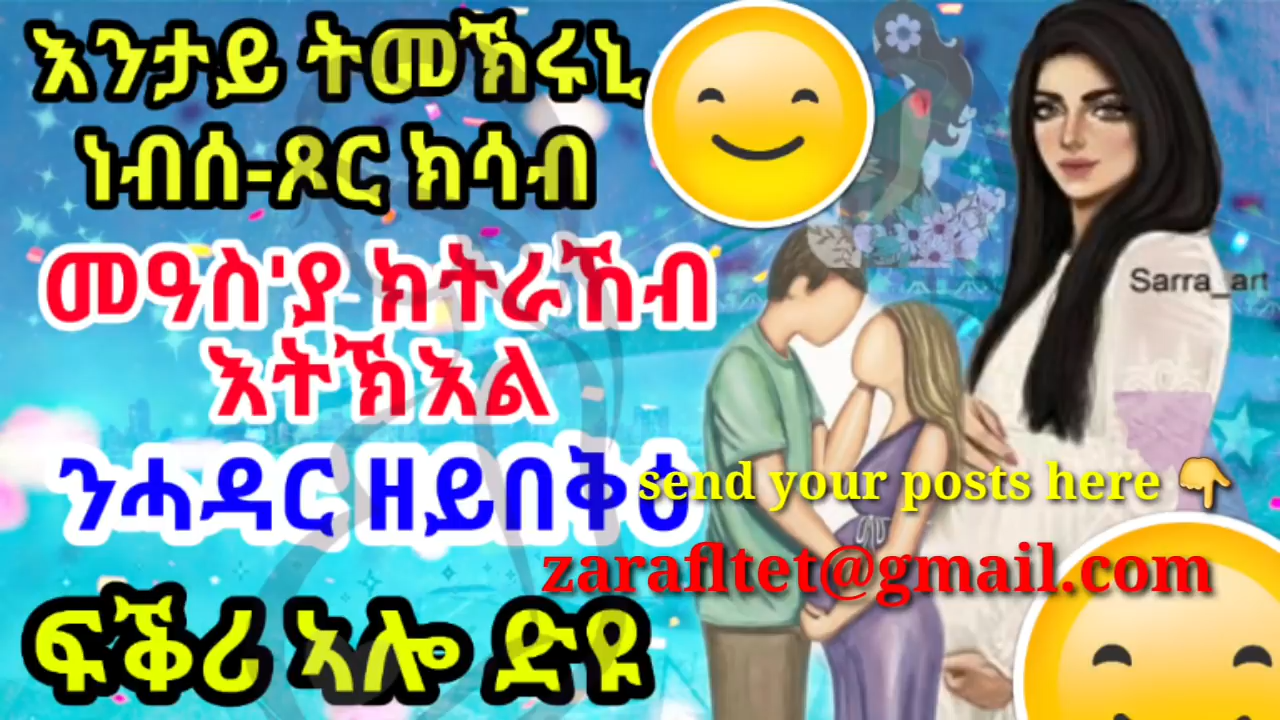 እንታይ ትመኽሩኒ
ነብሰ-ጾር ክሳብ
መዓስ'ያ ክትራኸብ
እትኽእል
ንሓዳር ዘይበቅዕ
ፍቕሪ ኣሎ ድዩ
Sarra_art
send your posts here 👇
zarafltet@gmail.com